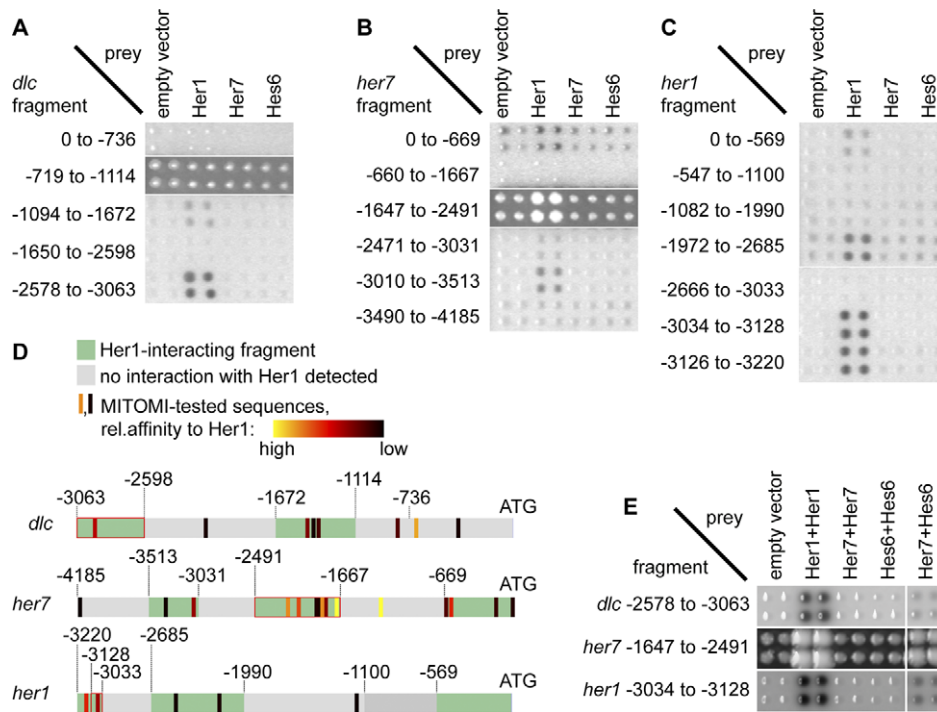 A
prey
dlc
fragment
empty vector
Her1
Her7
Hes6
0 to -736
-719 to -1114
-1094 to -1672
-1650 to -2598
-2578 to -3063
B
prey
her7
fragment
empty vector
Her1
Her7
Hes6
0 to -669
-660 to -1667
-1647 to -2491
-2471 to -3031
-3010 to -3513
-3490 to -4185
C
prey
her1
fragment
empty vector
Her1
Her7
Hes6
0 to -569
-547 to -1100
-1082 to -1990
-1972 to -2685
-2666 to -3033
-3034 to -3128
-3126 to -3220
D
Her1-interacting fragment
no interaction with Her1 detected
, MITOMI-tested sequences,
rel.affinity to Her1:
high low
-3063 -2598 -1672 -1114 -736 ATG
dlc
-4185 -3513 -3031 -2491 -1667 -669 ATG
her7
-3220 -3128 -3033 -2685 -1990 -1100 -569 ATG
her1
E
prey
fragment
empty vector
Her1+Her1
Her7+Her7
Hes6+Hes6
Her7+Hes6
dlc -2578 to -3063
her7 -1647 to -2491
her1 -3034 to -3128